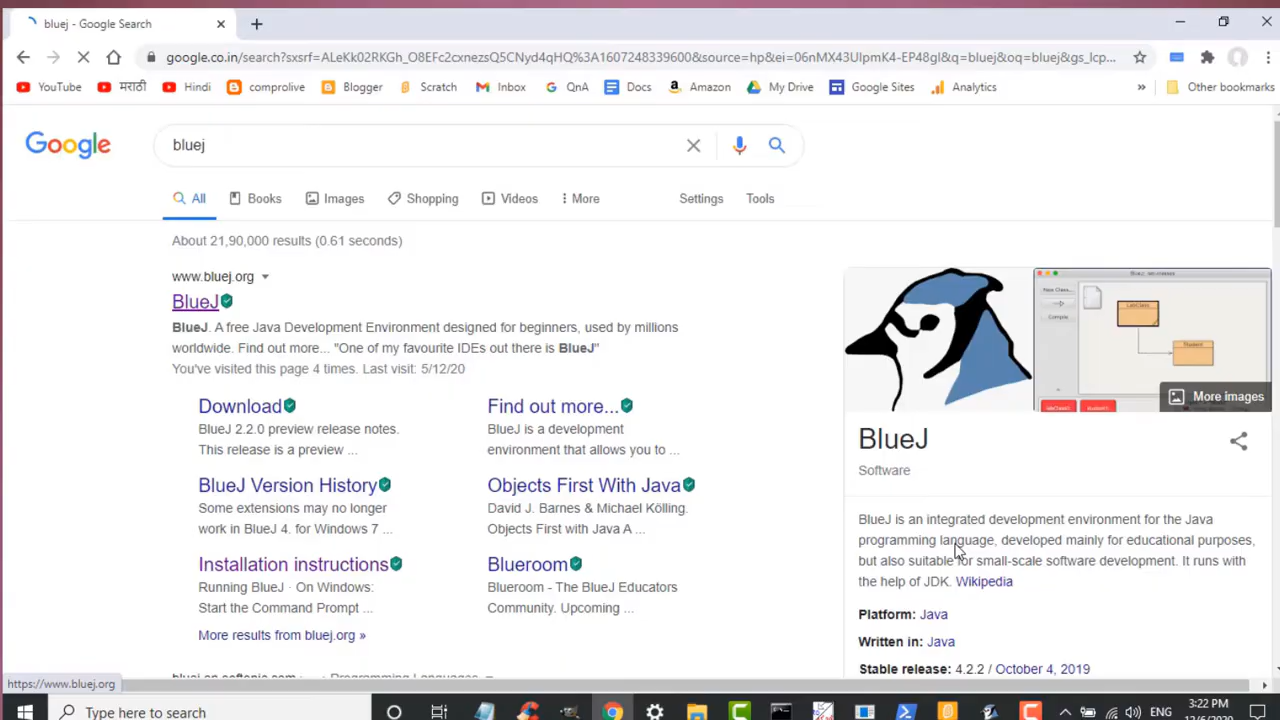 bluej - Google Search
google.co.in/search?sxsrf=ALeKk02RKGh_O8EFc2cxnezsQ5CNyd4qHQ%3A1607248339600&source=hp&ei=06nMX43UIpmK4-EP48gI&q=bluej&oq=bluej&gs_lcp...
YouTube मराठी Hindi comprolive Blogger Scratch Inbox QnA Docs Amazon My Drive Google Sites Analytics » Other bookmarks
Google bluej
All Books Images Shopping Videos More Settings Tools
About 21,90,000 results (0.61 seconds)
www.bluej.org
BlueJ
BlueJ. A free Java Development Environment designed for beginners, used by millions
worldwide. Find out more... "One of my favourite IDEs out there is BlueJ"
You've visited this page 4 times. Last visit: 5/12/20
Download
BlueJ 2.2.0 preview release notes.
This release is a preview ...
Find out more...
BlueJ is a development
environment that allows you to ...
BlueJ Version History
Some extensions may no longer
work in BlueJ 4. for Windows 7 ...
Objects First With Java
David J. Barnes & Michael Kölling.
Objects First with Java A ...
Installation instructions
Running BlueJ · On Windows:
Start the Command Prompt ...
Blueroom
Blueroom - The BlueJ Educators
Community. Upcoming ...
More results from bluej.org »
New Class...
Compile
More images
BlueJ
Software
BlueJ is an integrated development environment for the Java
programming language, developed mainly for educational purposes,
but also suitable for small-scale software development. It runs with
the help of JDK. Wikipedia
Platform: Java
Written in: Java
Stable release: 4.2.2 / October 4, 2019
https://www.bluej.org
Type here to search
ENG
3:22 PM